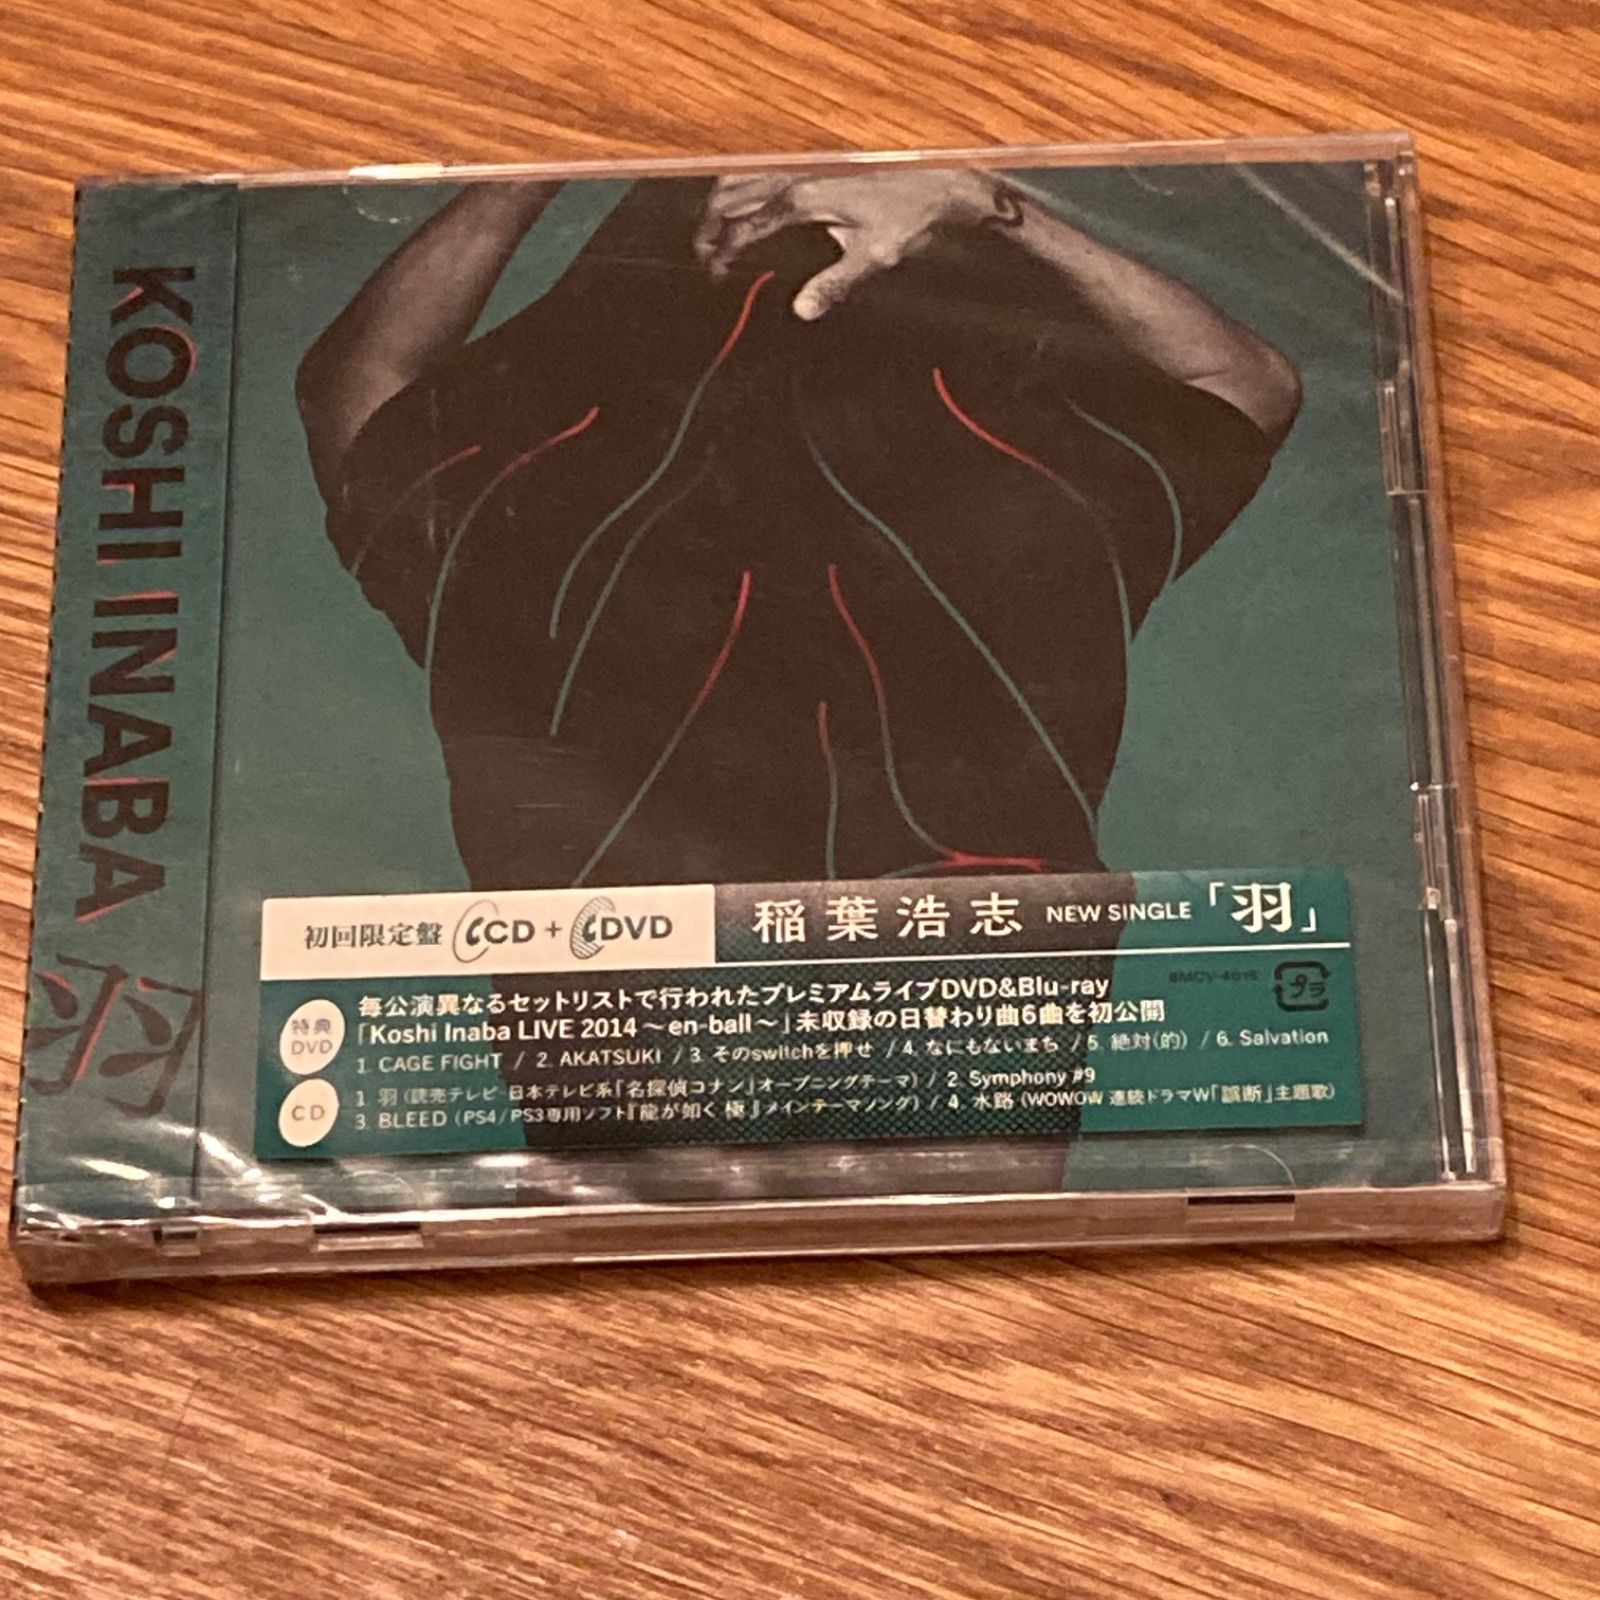 KOSHI INABA 羽
初回限定盤 CD + DVD
稲葉浩志 NEW SINGLE「羽」
BMCV-4016
プラ
特典DVD
毎公演異なるセットリストで行われたプレミアムライブDVD&Blu-ray
「Koshi Inaba LIVE 2014 ～en-ball～」未収録の日替わり曲6曲を初公開
1. CAGE FIGHT / 2. AKATSUKI / 3. そのswitchを押せ / 4. なにもないまち / 5. 絶対(的) / 6. Salvation
CD
1. 羽 (読売テレビ・日本テレビ系「名探偵コナン」オープニングテーマ) / 2. Symphony #9
3. BLEED (PS4/PS3専用ソフト『龍が如く 極』メインテーマソング) / 4. 水路 (WOWOW 連続ドラマW「誤断」主題歌)